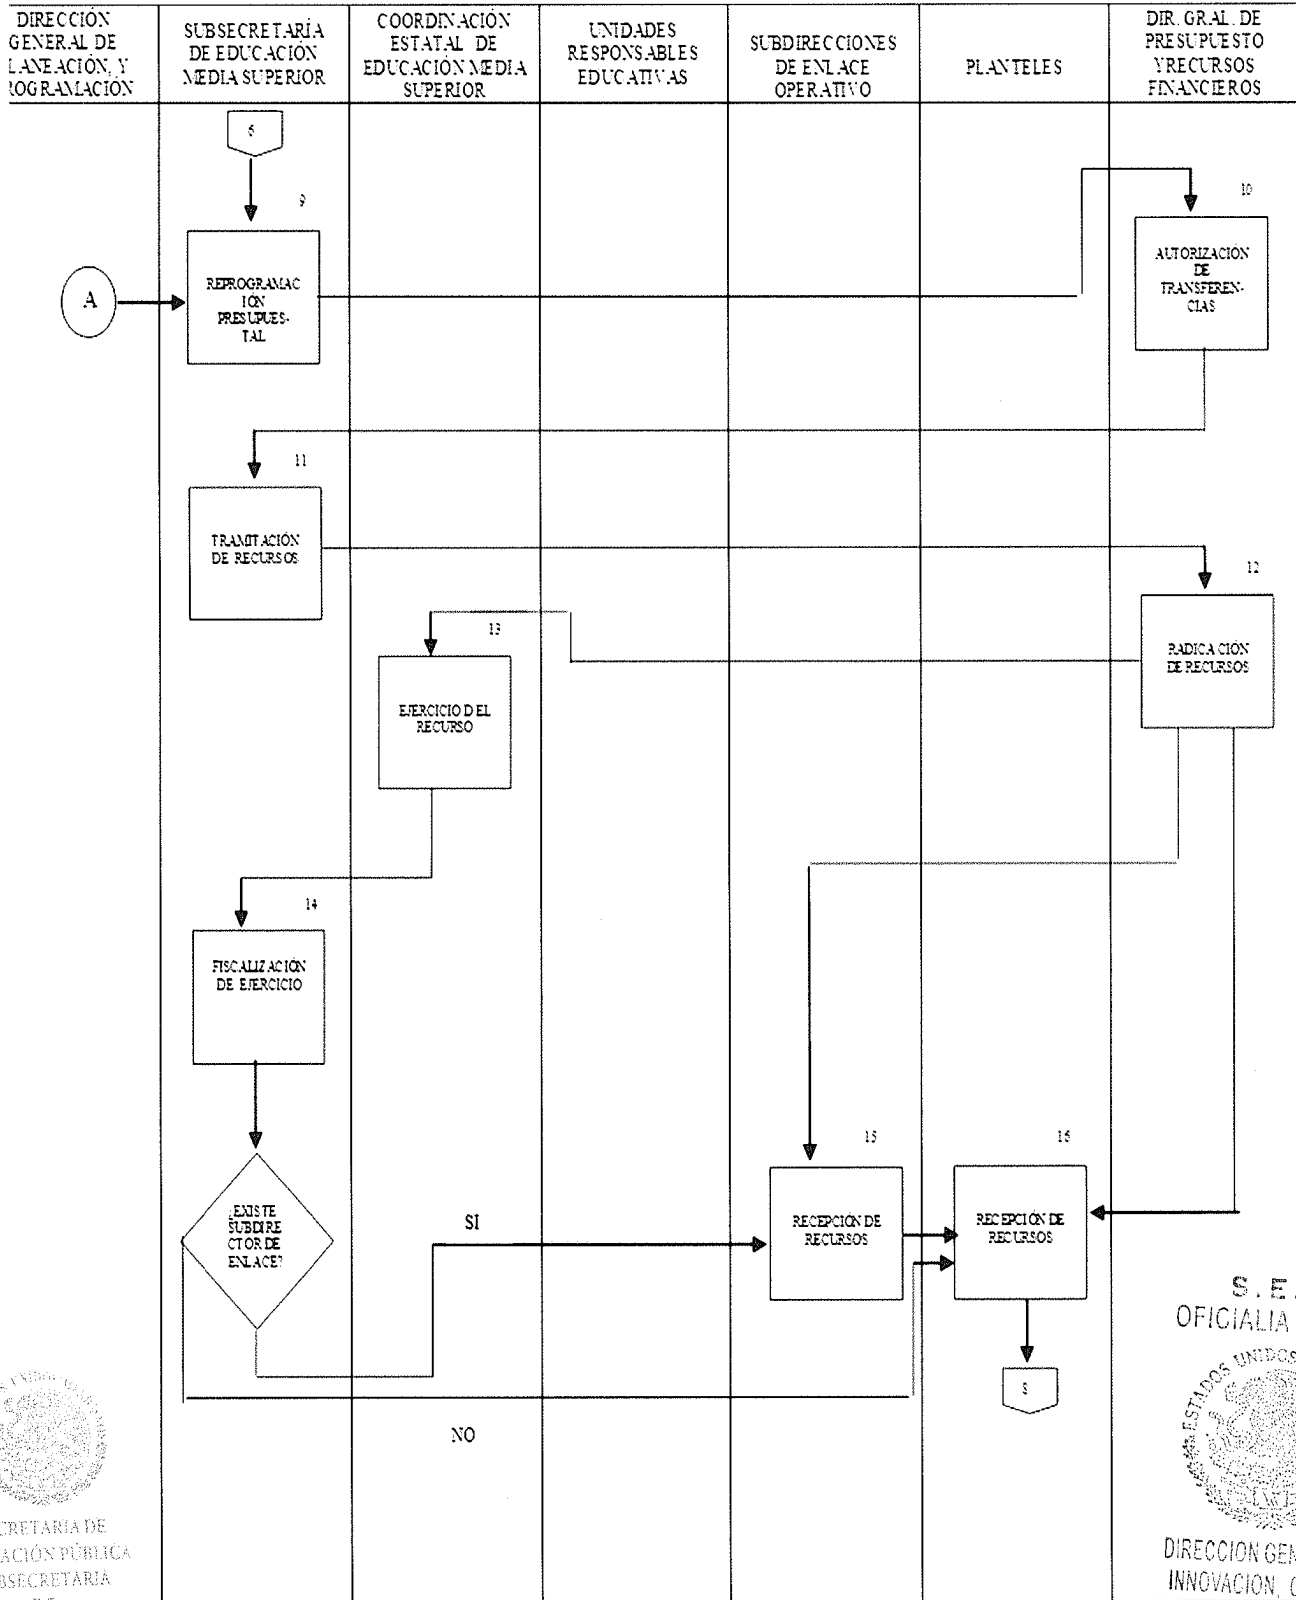 DIRECCIÓN
GENERAL DE
LANEACIÓN, Y
ROGRAMACIÓN
SUBSECRETARÍA
DE EDUCACIÓN
MEDIA SUPERIOR
COORDINACIÓN
ESTATAL DE
EDUCACIÓN MEDIA
SUPERIOR
UNIDADES
RESPONSABLES
EDUCATIVAS
SUBDIRECCIONES
DE ENLACE
OPERATIVO
PLANTELES
DIR. GRAL. DE
PRESUPUESTO
Y RECURSOS
FINANCIEROS
6
9
10
A
REPROGRAMAC
IÓN
PRESUPUES-
TAL
AUTORIZACIÓN
DE
TRANSFEREN-
CIAS
11
TRAMITACIÓN
DE RECURSOS
12
RADICACIÓN
DE RECURSOS
13
EJERCICIO DEL
RECURSO
14
FISCALIZACIÓN
DE EJERCICIO
¿EXISTE
SUBDIRE
CTOR DE
ENLACE?
SI
NO
15
RECEPCIÓN DE
RECURSOS
16
RECEPCIÓN DE
RECURSOS
8
S.E.
OFICIALIA
ESTADOS UNIDOS
DIRECCION GEN
INNOVACION, C
CRETARIA DE
ACIÓN PÚBLICA
BSECRETARIA